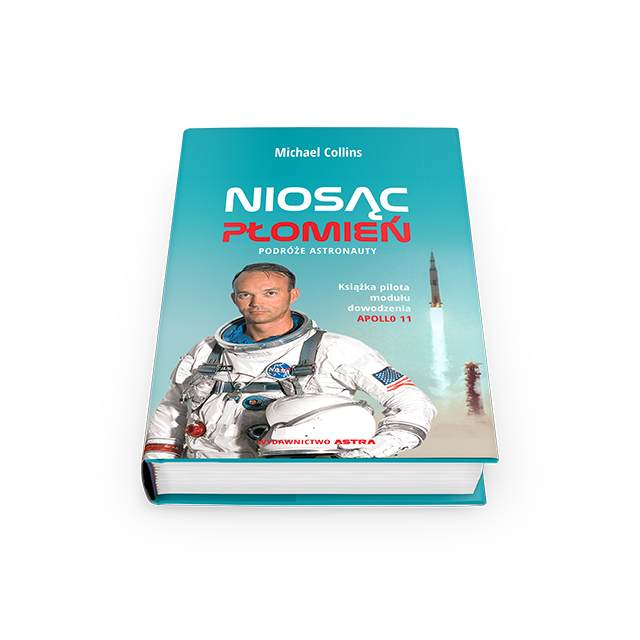 Michael Collins
NIOSĄC
PŁOMIEŃ
PODRÓŻE ASTRONAUTY
Książka pilota
modułu
dowodzenia
APOLLO 11
NASA
WYDAWNICTWO ASTRA